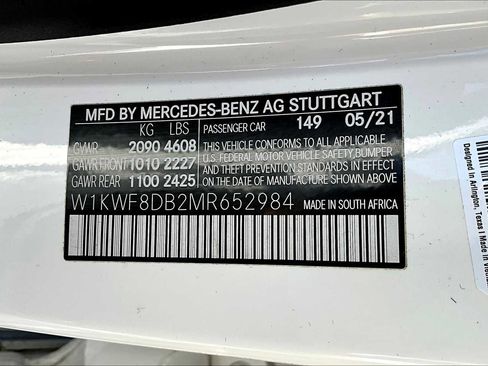 MFD BY MERCEDES-BENZ AG STUTTGART
KG LBS PASSENGER CAR 149 05/21
GVWR 2090 4608
GAWR FRONT 1010 2227
GAWR REAR 1100 2425
THIS VEHICLE CONFORMS TO ALL APPLICABLE
U.S. FEDERAL MOTOR VEHICLE SAFETY, BUMPER
AND THEFT PREVENTION STANDARDS IN EFFECT
ON THE DATE OF MANUFACTURE SHOWN ABOVE
W1KWF8DB2MR652984 MADE IN SOUTH AFRICA
Designed in Arlington, Texas | Made in